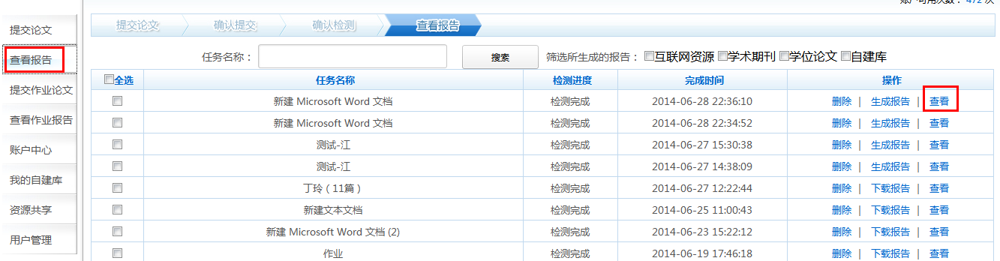 账户可用次数： 472 次
提交论文
查看报告
提交作业论文
查看作业报告
账户中心
我的自建库
资源共享
用户管理
提交论文 确认提交 确认检测 查看报告
任务名称： 搜索 筛选所生成的报告： 互联网资源 学术期刊 学位论文 自建库
全选 任务名称 检测进度 完成时间 操作
新建 Microsoft Word 文档 检测完成 2014-06-28 22:36:10 删除 | 生成报告 | 查看
新建 Microsoft Word 文档 检测完成 2014-06-28 22:34:52 删除 | 生成报告 | 查看
测试-江 检测完成 2014-06-27 15:30:38 删除 | 生成报告 | 查看
测试-江 检测完成 2014-06-27 14:38:09 删除 | 生成报告 | 查看
丁玲（11篇） 检测完成 2014-06-27 12:22:44 删除 | 下载报告 | 查看
新建文本文档 检测完成 2014-06-25 11:00:43 删除 | 下载报告 | 查看
新建 Microsoft Word 文档 (2) 检测完成 2014-06-23 15:22:12 删除 | 下载报告 | 查看
作业 检测完成 2014-06-19 17:46:18 删除 | 下载报告 | 查看